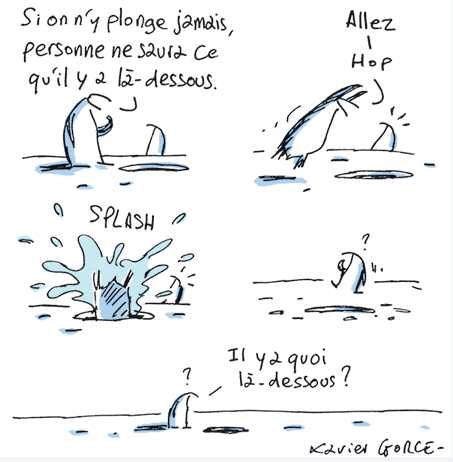 Si on n'y plonge jamais,
personne ne saura ce
qu'il y a là-dessous.
Allez
Hop
SPLASH
?
?
Il y a quoi
là-dessous ?
Xavier GORCE-